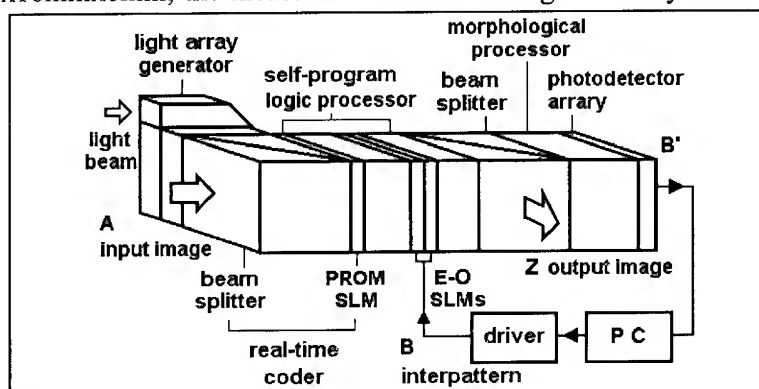 light array
generator
morphological
processor
self-program
logic processor
beam
splitter
photodetector
arrary
light
beam
B'
A
input image
beam
splitter
PROM
SLM
E-O
SLMs
Z output image
real-time
coder
B
interpattern
driver
P C